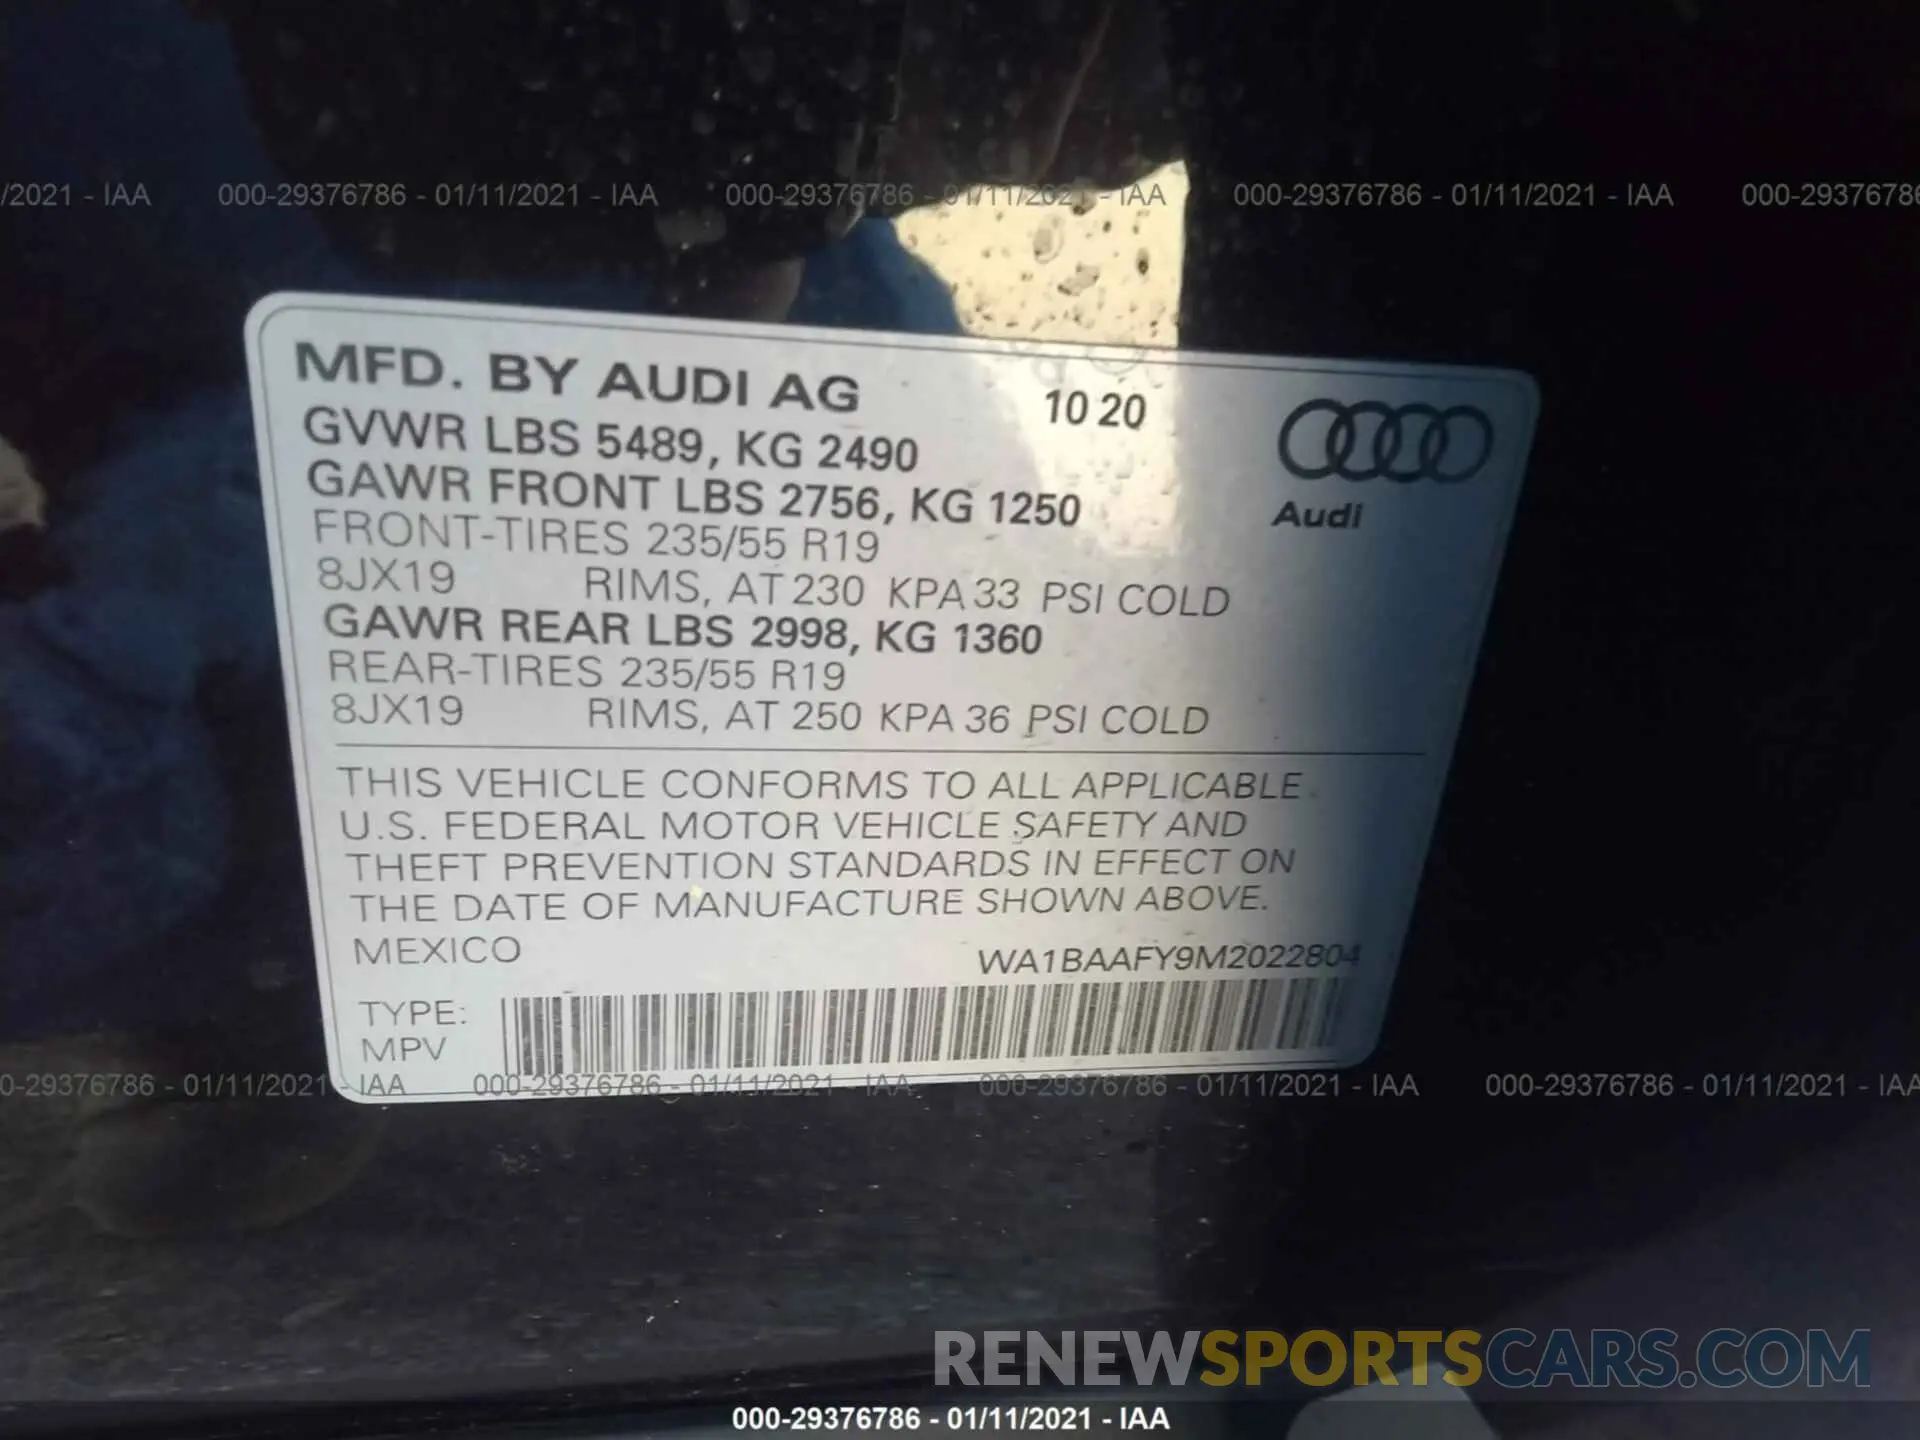 /2021 - IAA 000-29376786 - 01/11/2021 - IAA 000-29376786 - 01/11/2021 - IAA 000-29376786 - 01/11/2021 - IAA 000-29376786
MFD. BY AUDI AG 10 20
GVWR LBS 5489, KG 2490
GAWR FRONT LBS 2756, KG 1250
Audi
FRONT-TIRES 235/55 R19
8JX19 RIMS, AT 230 KPA 33 PSI COLD
GAWR REAR LBS 2998, KG 1360
REAR-TIRES 235/55 R19
8JX19 RIMS, AT 250 KPA 36 PSI COLD
THIS VEHICLE CONFORMS TO ALL APPLICABLE
U.S. FEDERAL MOTOR VEHICLE SAFETY AND
THEFT PREVENTION STANDARDS IN EFFECT ON
THE DATE OF MANUFACTURE SHOWN ABOVE.
MEXICO WA1BAAFY9M2022804
TYPE:
MPV
0-29376786 - 01/11/2021 - IAA 000-29376786 - 01/11/2021 - IAA 000-29376786 - 01/11/2021 - IAA 000-29376786 - 01/11/2021 - IAA
RENEWSPORTSCARS.COM
000-29376786 - 01/11/2021 - IAA